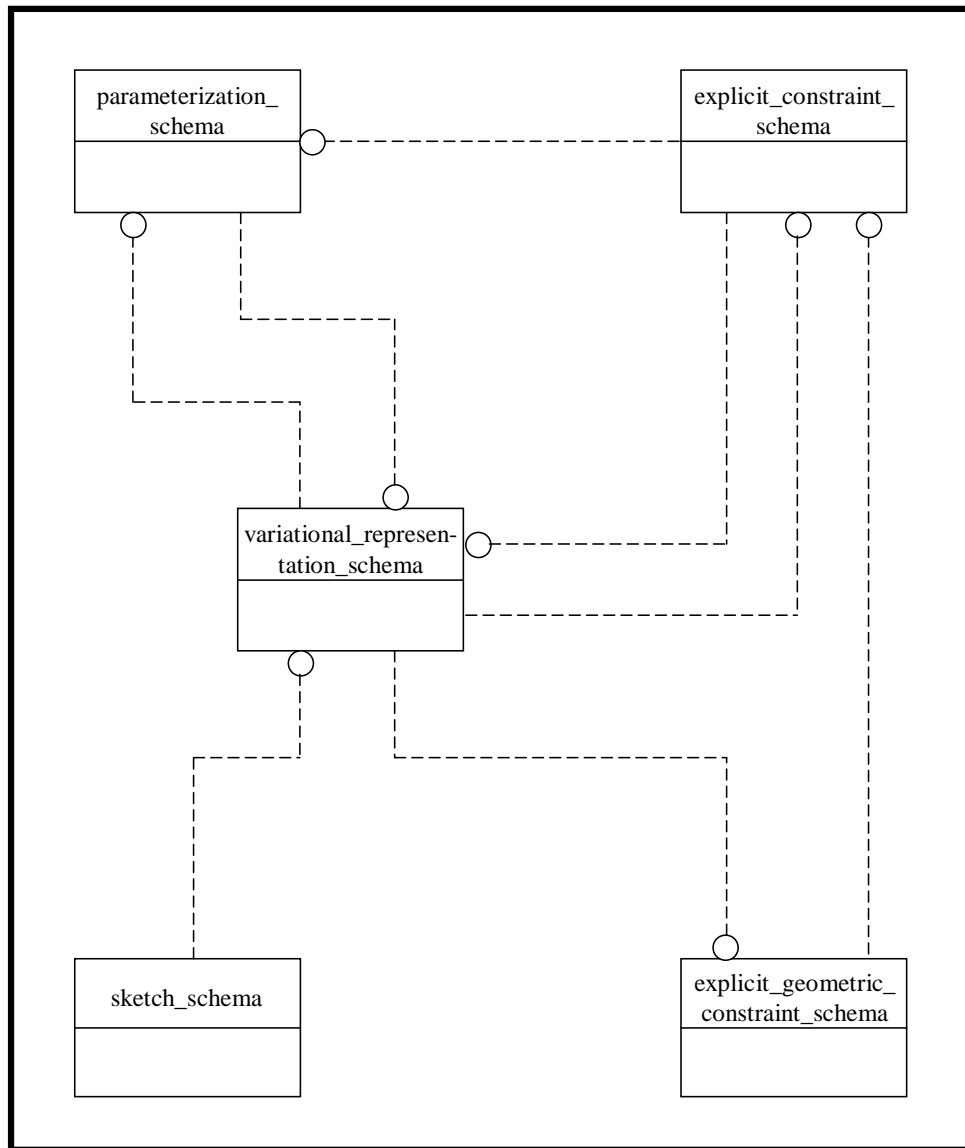 parameterization_
schema
explicit_constraint_
schema
variational_represen-
tation_schema
sketch_schema
explicit_geometric_
constraint_schema